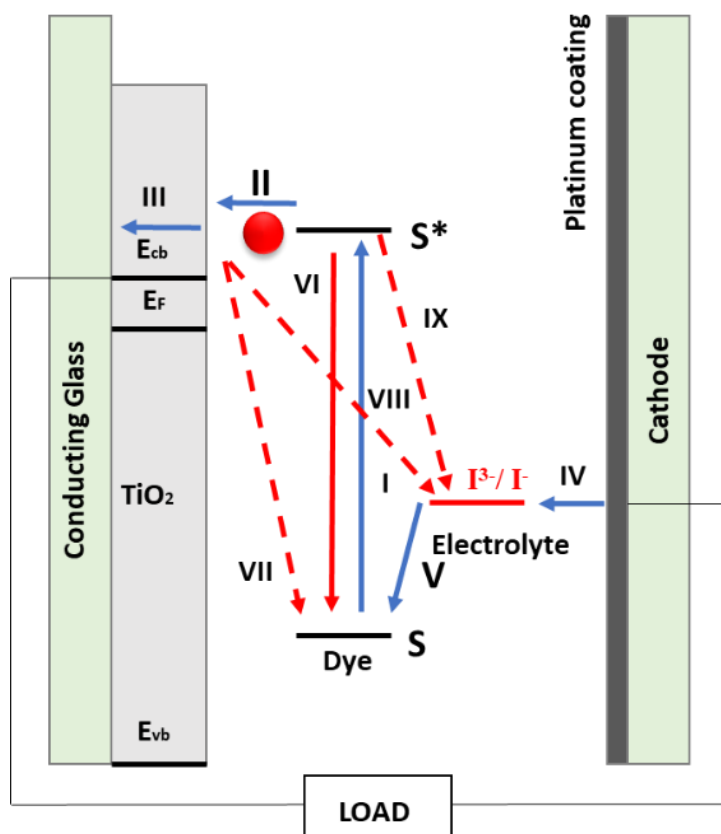 Conducting Glass
Platinum coating
Cathode
II
III
S*
Ecb
VI
IX
EF
VIII
TiO2
I
I3-/ I-
IV
Electrolyte
VII
V
S
Dye
Evb
LOAD